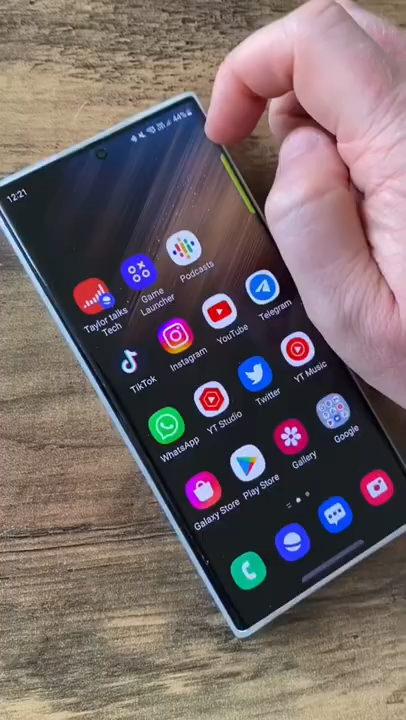 12:21
44%
Podcasts
Game
Launcher
Taylor talks
Tech
Telegram
YouTube
Instagram
TikTok
YT Music
Twitter
YT Studio
WhatsApp
Google
Gallery
Play Store
Galaxy Store